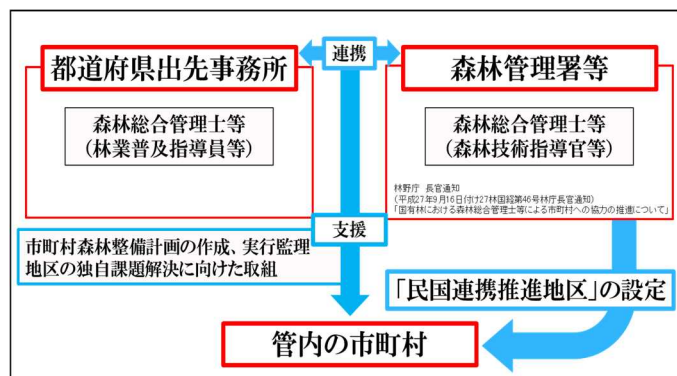 連携
都道府県出先事務所
森林管理署等
森林総合管理士等
（林業普及指導員等）
森林総合管理士等
（森林技術指導官等）
林野庁 長官通知
（平成27年9月16日付け27林国経第46号林庁長官通知）
「国有林における森林総合管理士等による市町村への協力の推進について」
支援
市町村森林整備計画の作成、実行監理
地区の独自課題解決に向けた取組
「民国連携推進地区」の設定
管内の市町村